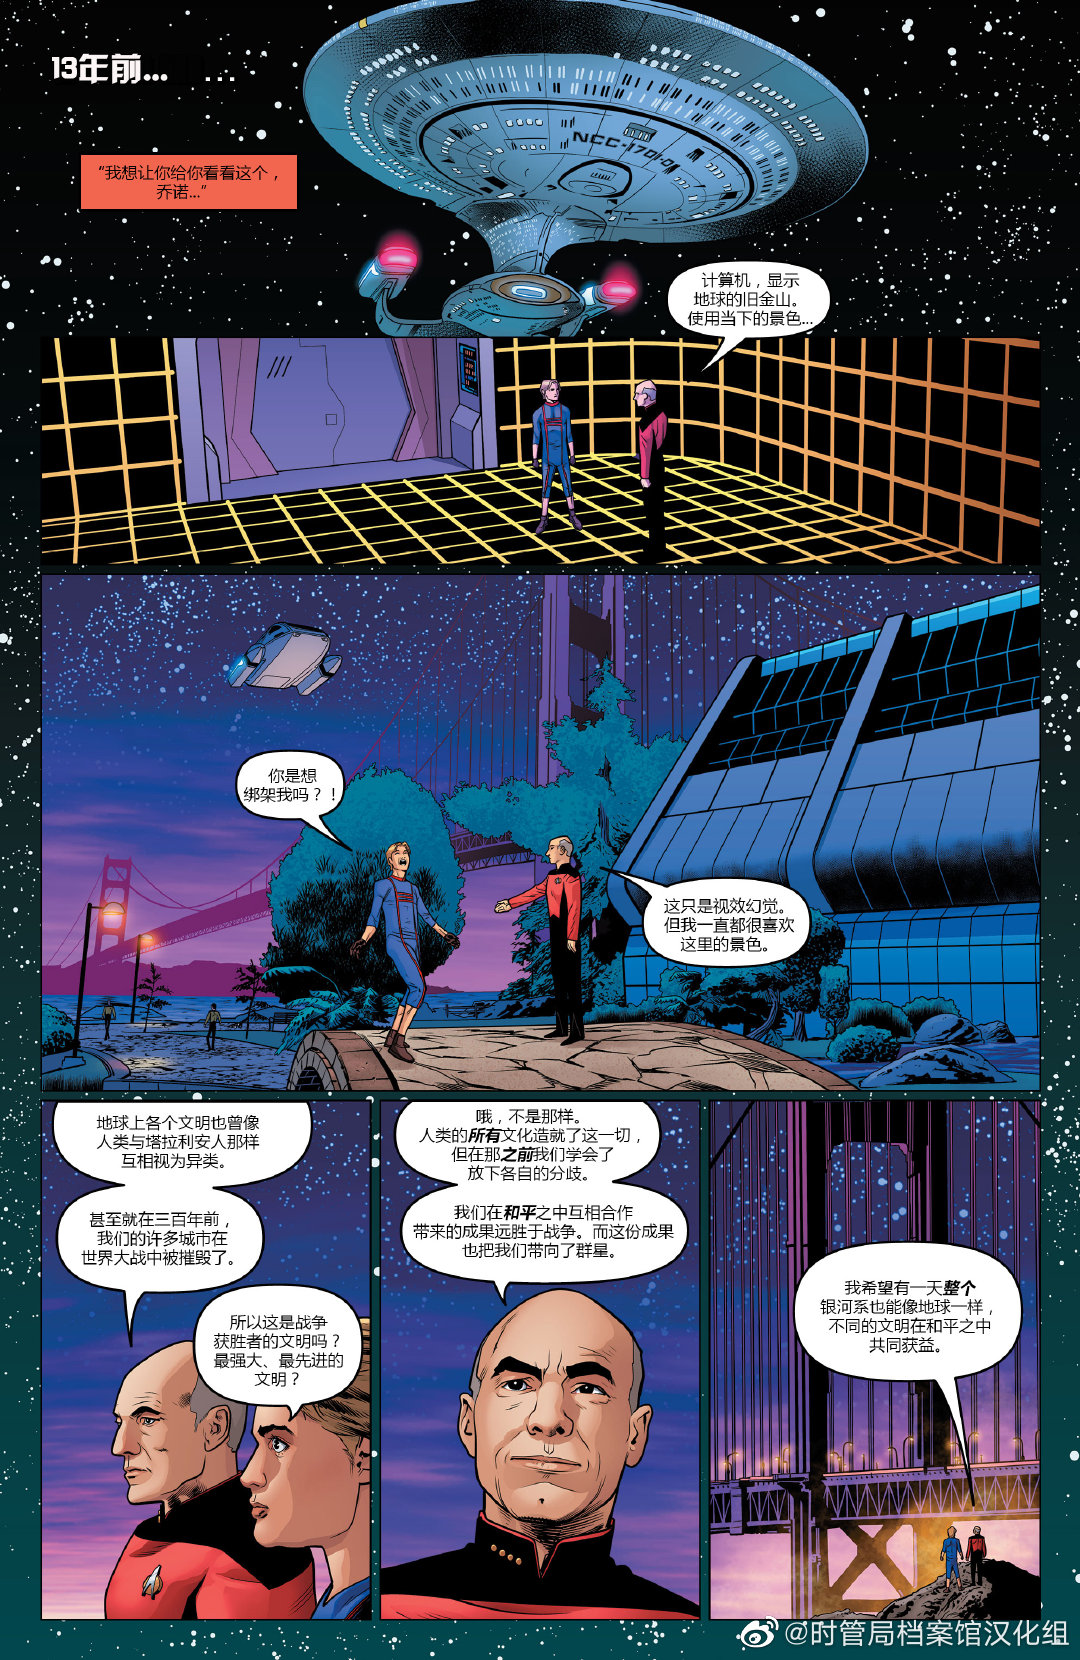 13年前... ...
NCC-1701-D
“我想让你给你看看这个，
乔诺...”
计算机，显示
地球的旧金山。
使用当下的景色...
你是想
绑架我吗？！
这只是视效幻觉。
但我一直都很喜欢
这里的景色。
地球上各个文明也曾像
人类与塔拉利安人那样
互相视为异类。
甚至就在三百年前，
我们的许多城市在
世界大战中被摧毁了。
所以这是战争
获胜者的文明吗？
最强大、最先进的
文明？
哦，不是那样。
人类的所有文化造就了这一切，
但在那之前我们学会了
放下各自的分歧。
我们在和平之中互相合作
带来的成果远胜于战争。而这份成果
也把我们带向了群星。
我希望有一天整个
银河系也能像地球一样，
不同的文明在和平之中
共同获益。
@时管局档案馆汉化组